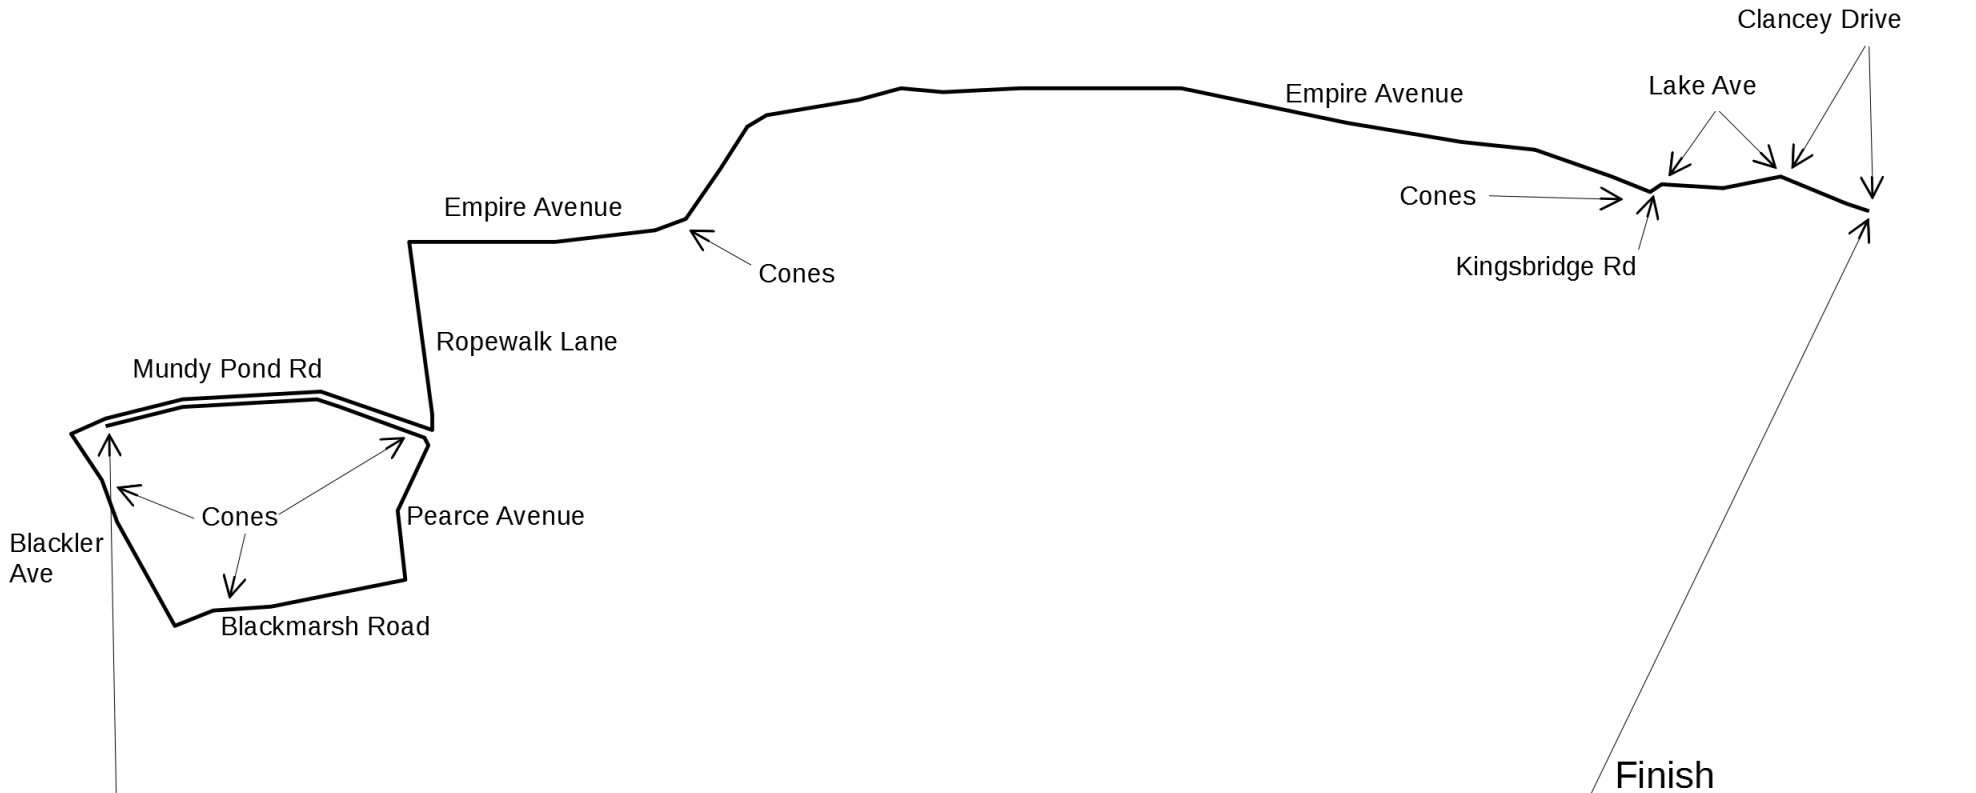 Clancey Drive
Lake Ave
Empire Avenue
Cones
Empire Avenue
Kingsbridge Rd
Cones
Ropewalk Lane
Mundy Pond Rd
Cones
Pearce Avenue
Blackler
Ave
Blackmarsh Road
Finish